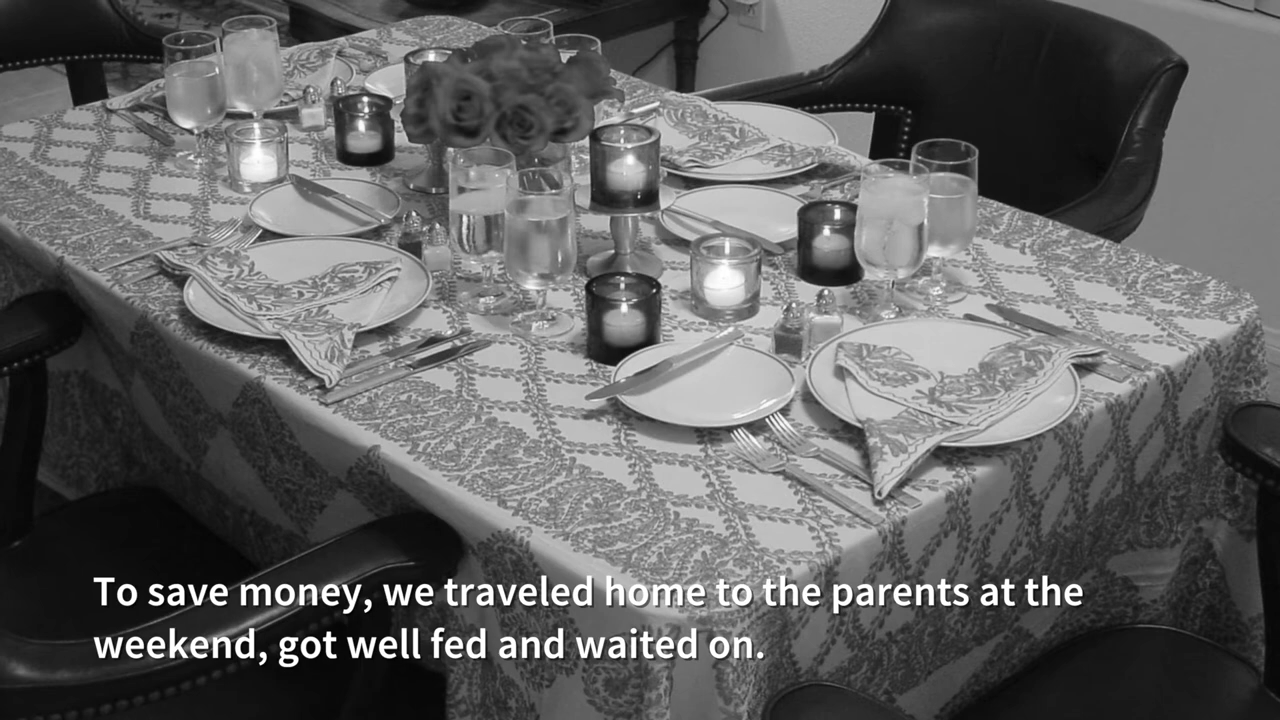 To save money, we traveled home to the parents at the
weekend, got well fed and waited on.